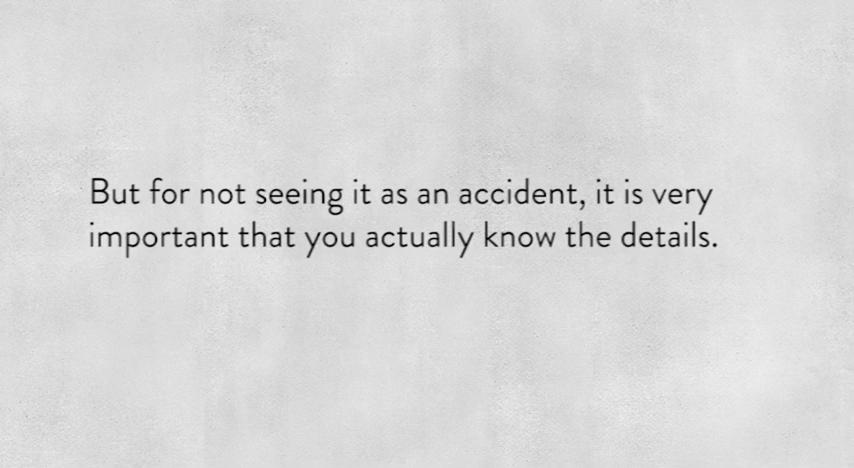 But for not seeing it as an accident, it is very
important that you actually know the details.